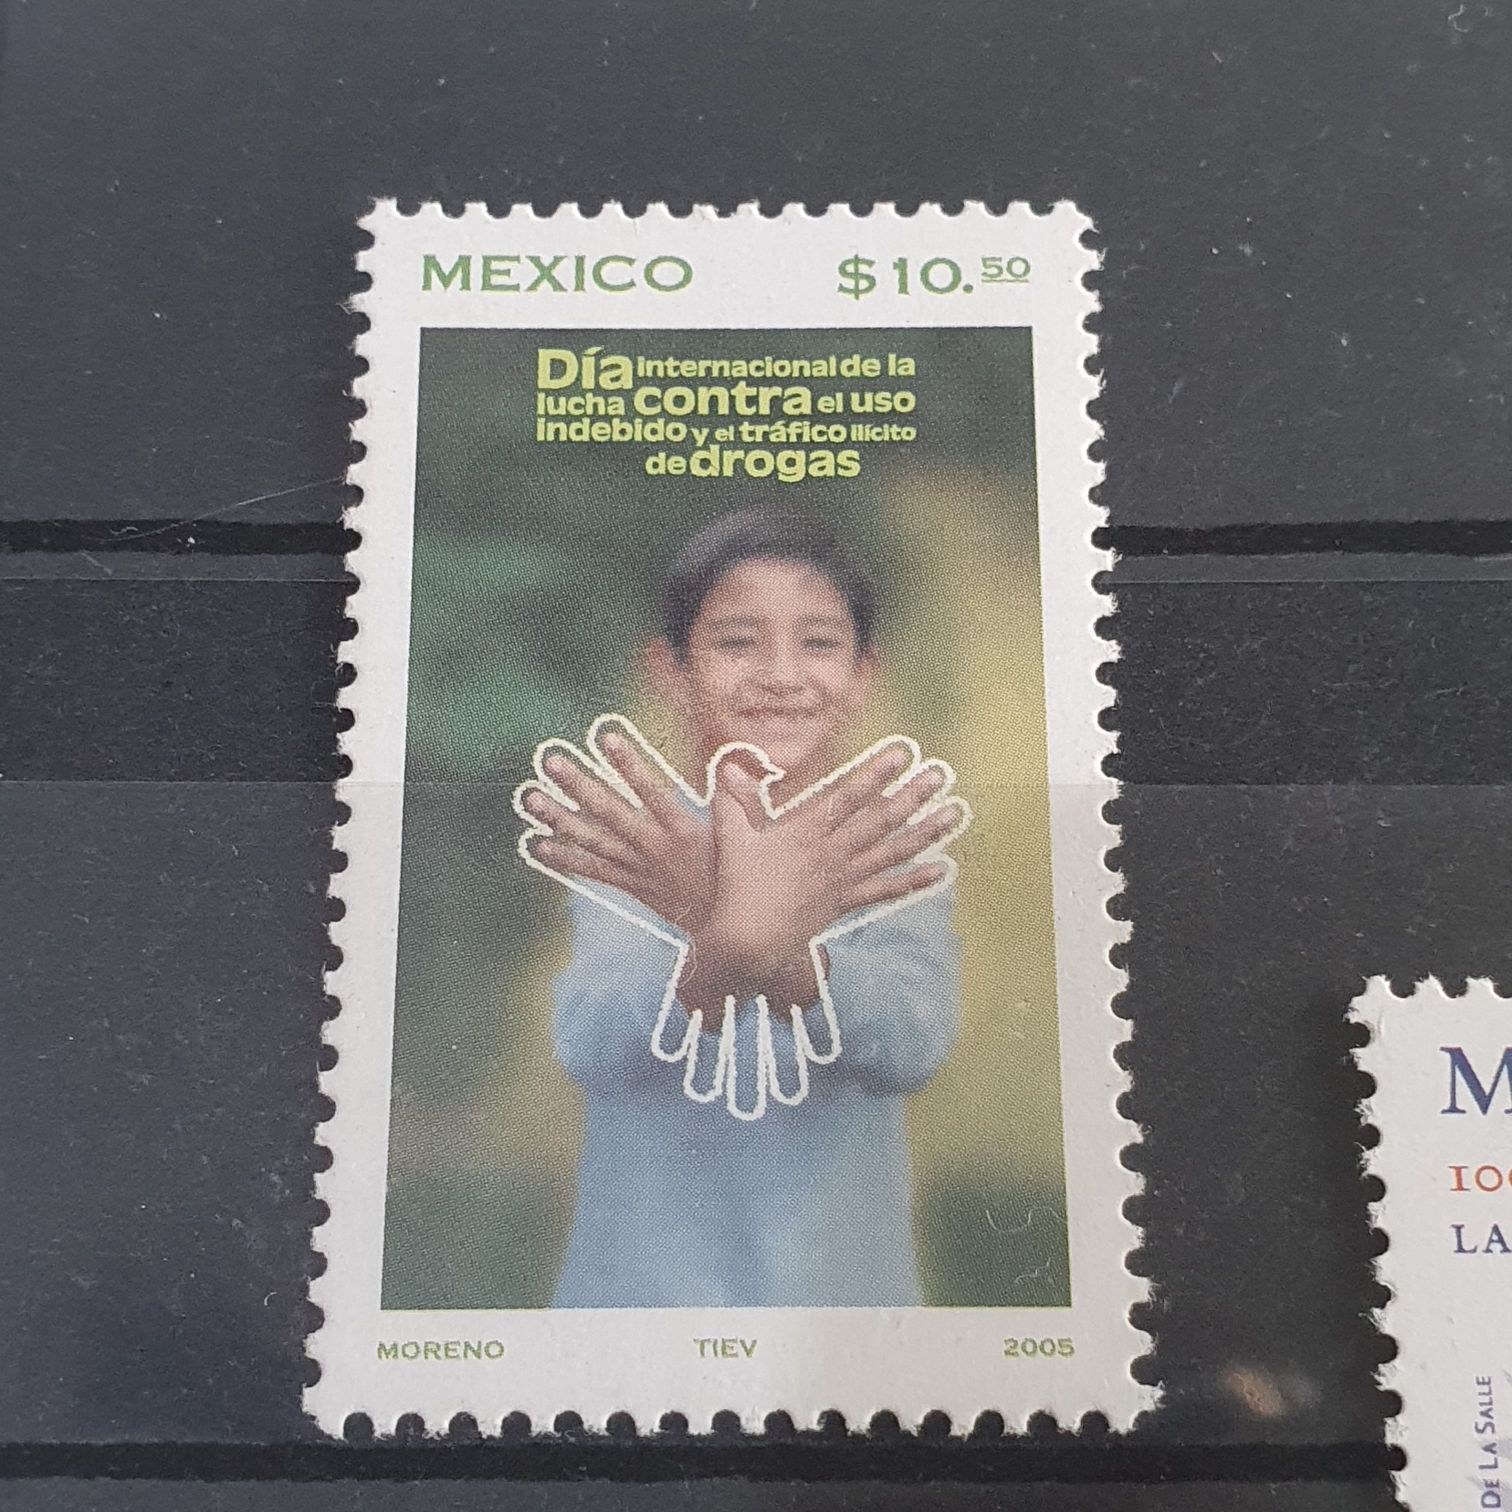 MEXICO $10.50
Día internacional de la
lucha contra el uso
indebido y el tráfico ilícito
de drogas
MORENO TIEV 2005
M
100
LA
DE LA SALLE